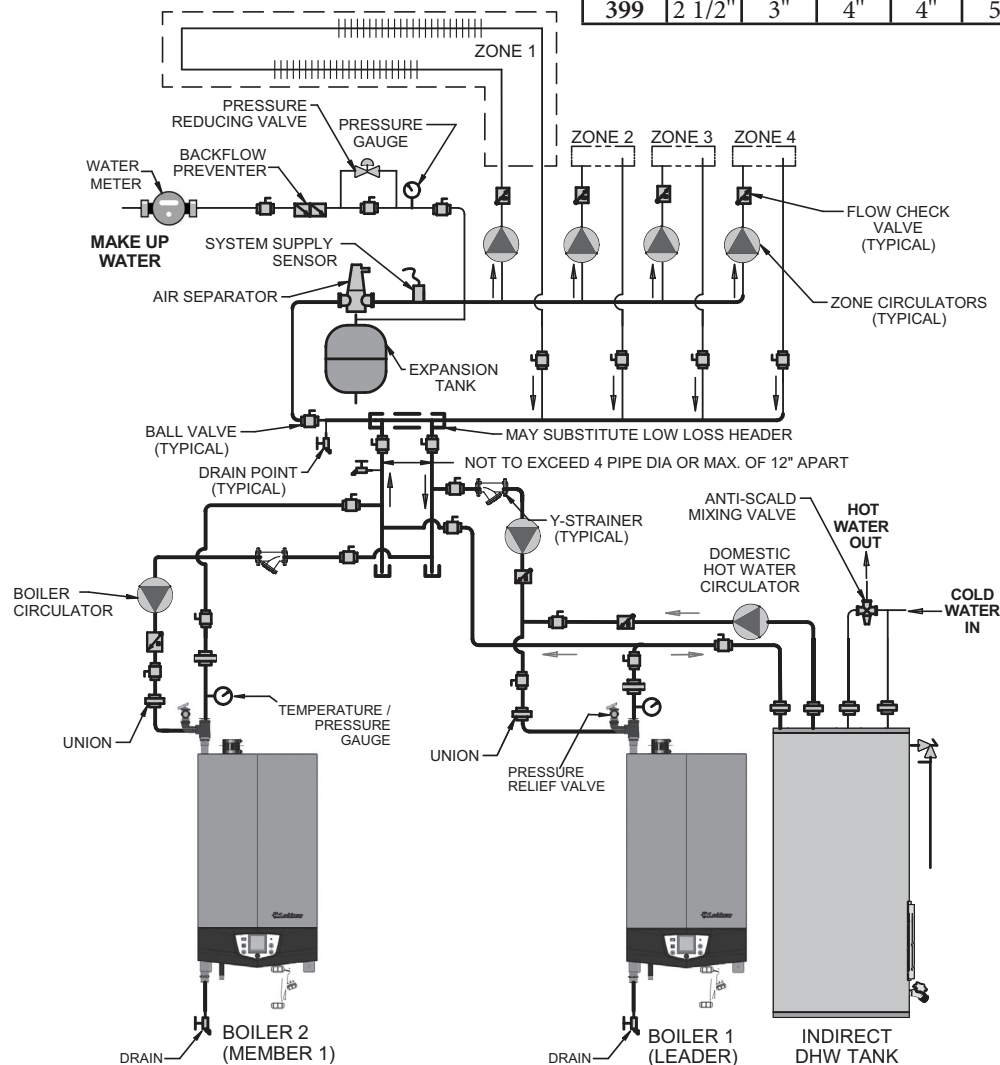 399 2 1/2" 3" 4" 4" 5
ZONE 1
PRESSURE
REDUCING VALVE
PRESSURE
GAUGE
ZONE 2
ZONE 3
ZONE 4
WATER
METER
BACKFLOW
PREVENTER
MAKE UP
WATER
SYSTEM SUPPLY
SENSOR
FLOW CHECK
VALVE
(TYPICAL)
AIR SEPARATOR
ZONE CIRCULATORS
(TYPICAL)
EXPANSION
TANK
BALL VALVE
(TYPICAL)
MAY SUBSTITUTE LOW LOSS HEADER
DRAIN POINT
(TYPICAL)
NOT TO EXCEED 4 PIPE DIA OR MAX. OF 12" APART
Y-STRAINER
(TYPICAL)
ANTI-SCALD
MIXING VALVE
HOT
WATER
OUT
DOMESTIC
HOT WATER
CIRCULATOR
BOILER
CIRCULATOR
COLD
WATER
IN
TEMPERATURE /
PRESSURE
GAUGE
UNION
UNION
PRESSURE
RELIEF VALVE
Lochinvar
Lochinvar
DRAIN
BOILER 2
(MEMBER 1)
DRAIN
BOILER 1
(LEADER)
INDIRECT
DHW TANK